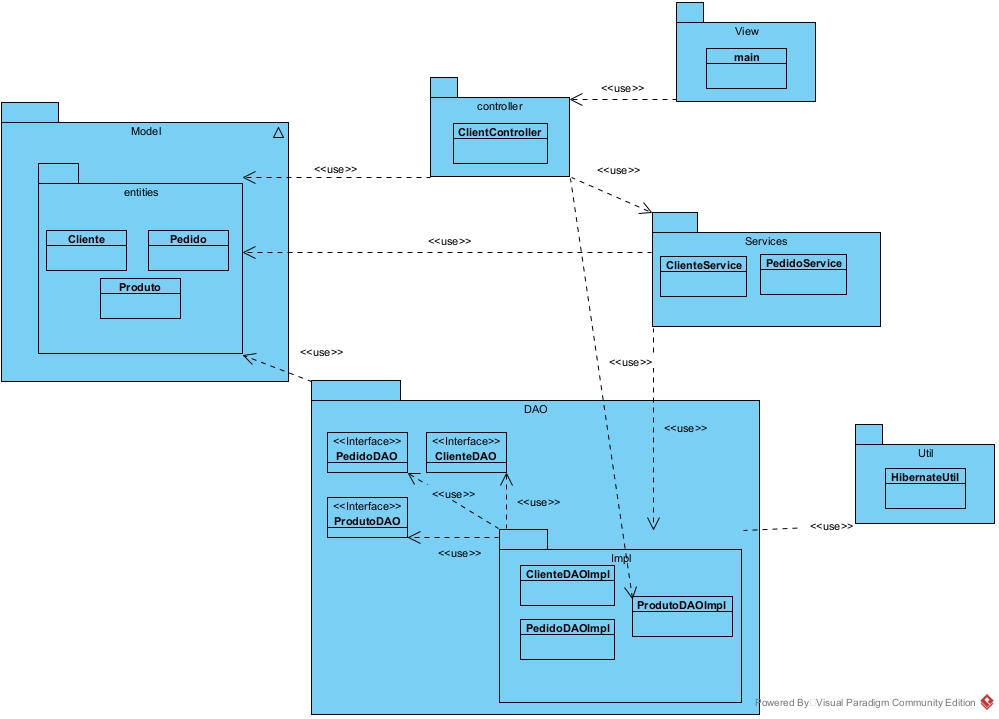 View
main
<<use>>
controller
ClientController
Model
<<use>>
<<use>>
entities
Cliente
Pedido
Produto
<<use>>
Services
ClienteService
PedidoService
<<use>>
<<use>>
DAO
<<use>>
<<Interface>>
PedidoDAO
<<Interface>>
ClienteDAO
Util
HibernateUtil
<<use>>
<<use>>
<<Interface>>
ProdutoDAO
<<use>>
<<use>>
Impl
ClienteDAOImpl
ProdutoDAOImpl
PedidoDAOImpl
Powered By Visual Paradigm Community Edition